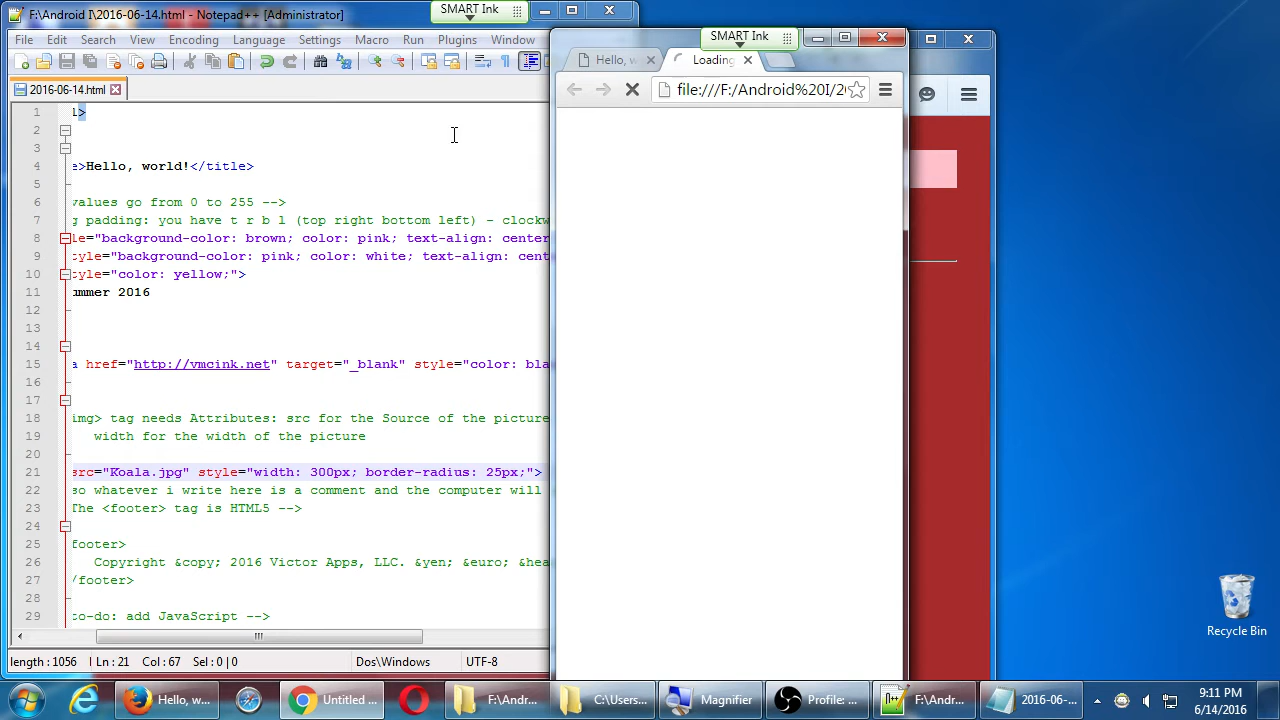 F:\Android I\2016-06-14.html - Notepad++ [Administrator]
SMART Ink
File Edit Search View Encoding Language Settings Macro Run Plugins Window
2016-06-14.html
1 l>
2
3
4 e>Hello, world!</title>
5
6 values go from 0 to 255 -->
7 g padding: you have t r b l (top right bottom left) - clockw
8 le="background-color: brown; color: pink; text-align: center
9 style="background-color: pink; color: white; text-align: cent
10 tyle="color: yellow;">
11 ummer 2016
12
13
14
15 a href="http://vmcink.net" target="_blank" style="color: bla
16
17
18 img> tag needs Attributes: src for the Source of the picture
19 width for the width of the picture
20
21 src="Koala.jpg" style="width: 300px; border-radius: 25px;">
22 so whatever i write here is a comment and the computer will
23 The <footer> tag is HTML5 -->
24
25 footer>
26 Copyright &copy; 2016 Victor Apps, LLC. &yen; &euro; &hea
27 /footer>
28
29 to-do: add JavaScript -->
length : 1056 l Ln : 21 Col : 67 Sel : 0 | 0 Dos\Windows UTF-8
SMART Ink
Hello, w
Loading
file:///F:/Android%20I/20
Recycle Bin
Hello, w...
Untitled
F:\Andr...
C:\Users...
Magnifier
Profile: ...
F:\Andr...
2016-06-...
9:11 PM
6/14/2016